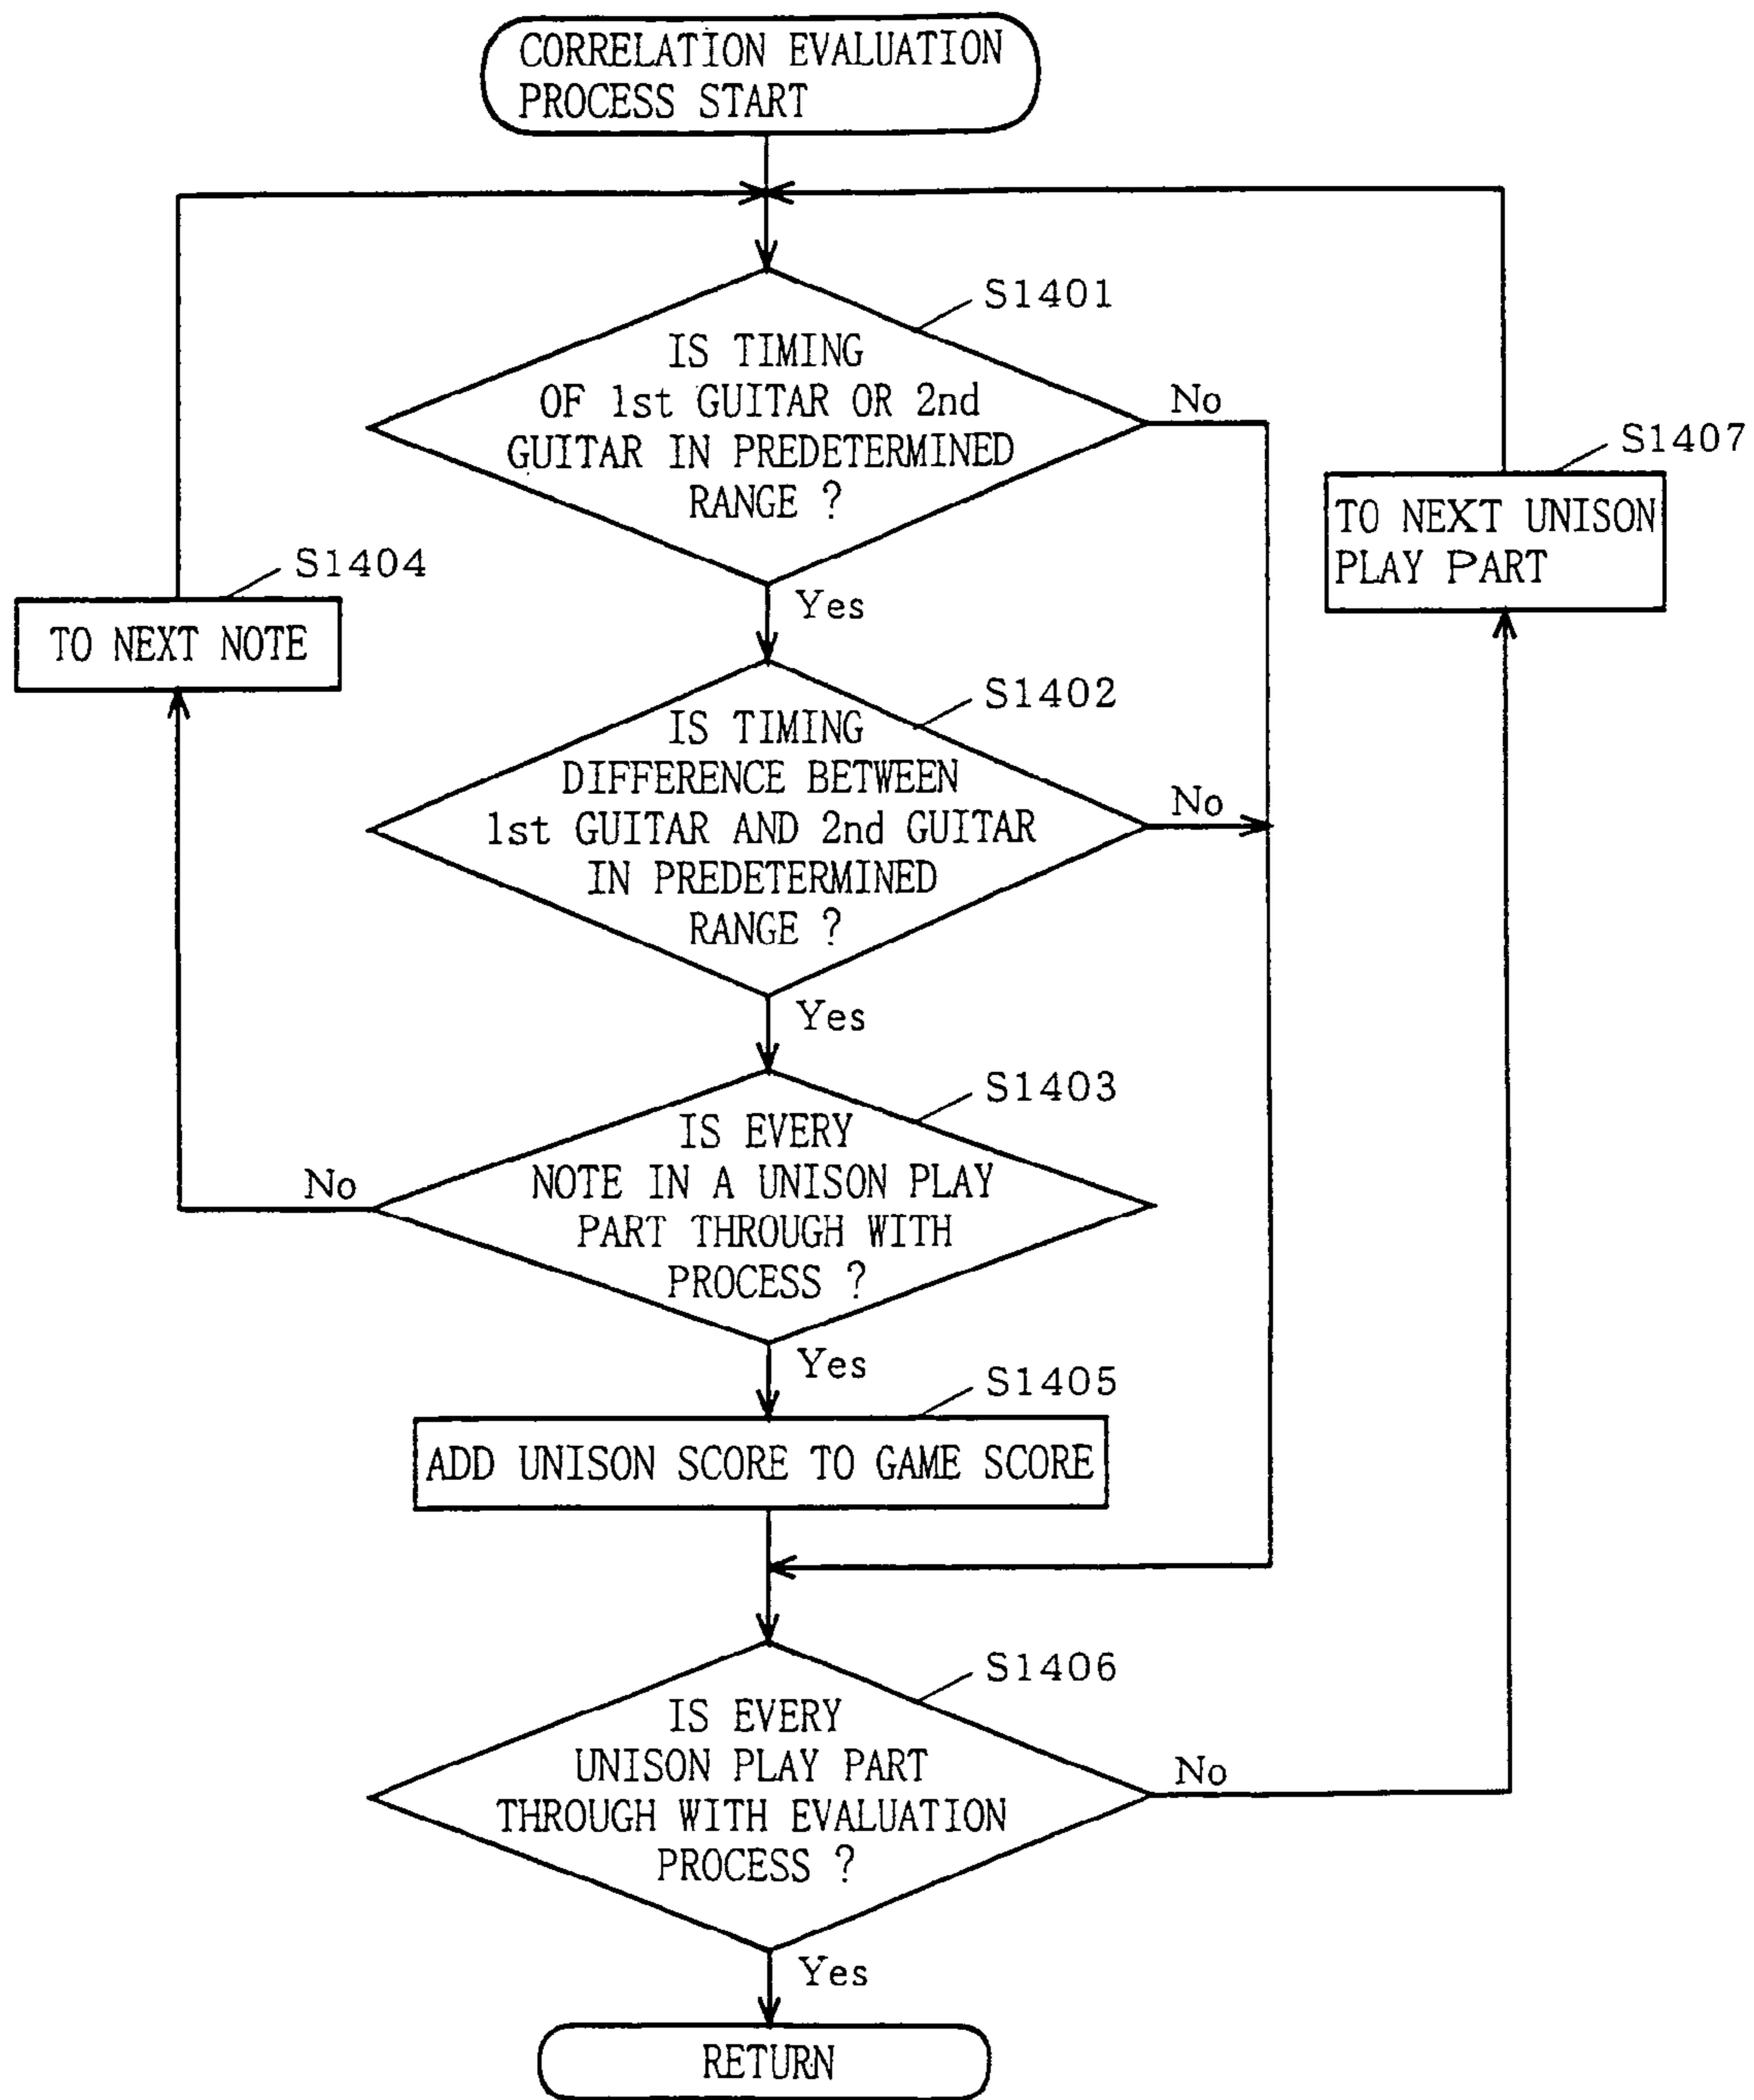 CORRELATION EVALUATION
PROCESS START
S1401
IS TIMING
OF 1st GUITAR OR 2nd
GUITAR IN PREDETERMINED
RANGE ?
No
Yes
S1407
TO NEXT UNISON
PLAY PART
S1404
TO NEXT NOTE
S1402
IS TIMING
DIFFERENCE BETWEEN
1st GUITAR AND 2nd GUITAR
IN PREDETERMINED
RANGE ?
No
Yes
S1403
IS EVERY
NOTE IN A UNISON PLAY
PART THROUGH WITH
PROCESS ?
No
Yes
S1405
ADD UNISON SCORE TO GAME SCORE
S1406
IS EVERY
UNISON PLAY PART
THROUGH WITH EVALUATION
PROCESS ?
No
Yes
RETURN